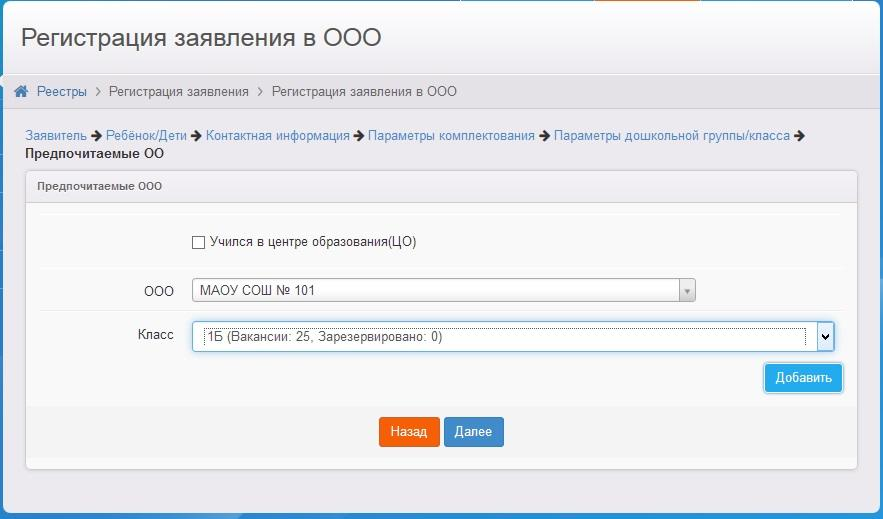 Регистрация заявления в ООО
Реестры > Регистрация заявления > Регистрация заявления в ООО
Заявитель → Ребёнок/Дети → Контактная информация → Параметры комплектования → Параметры дошкольной группы/класса →
Предпочитаемые ОО
Предпочитаемые ООО
Учился в центре образования(ЦО)
ООО МАОУ СОШ № 101
Класс 1Б (Вакансии: 25, Зарезервировано: 0)
Добавить
Назад Далее